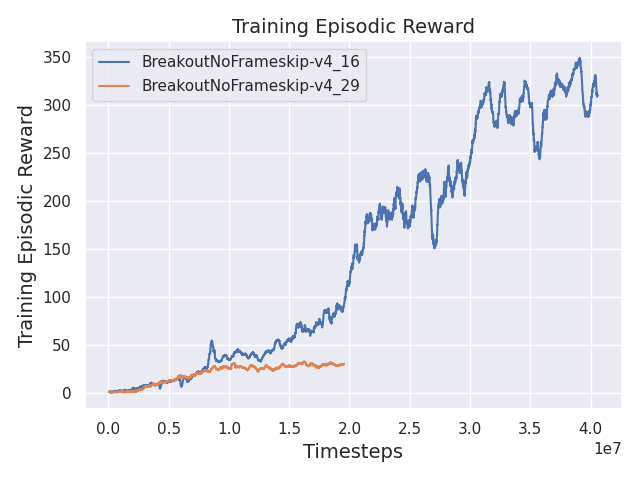 Training Episodic Reward
BreakoutNoFrameskip-v4_16
BreakoutNoFrameskip-v4_29
Training Episodic Reward
350
300
250
200
150
100
50
0
0.0 0.5 1.0 1.5 2.0 2.5 3.0 3.5 4.0
1e7
Timesteps